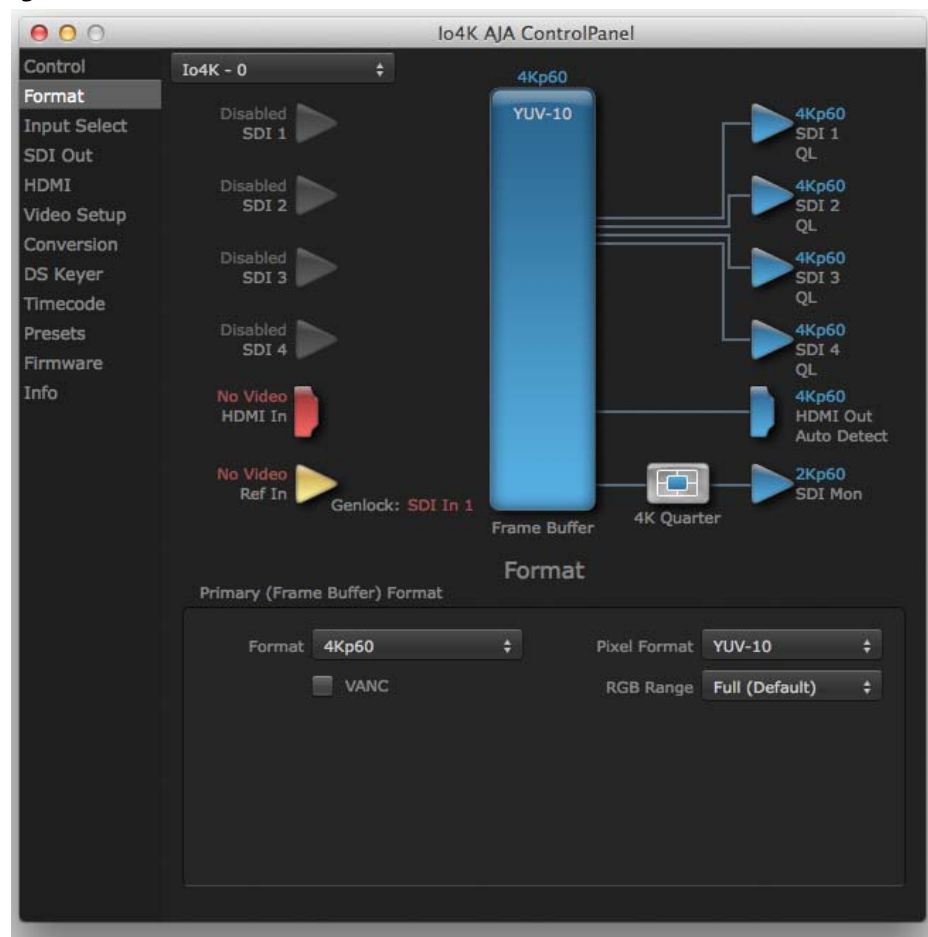 Io4K AJA ControlPanel
Control
Format
Input Select
SDI Out
HDMI
Video Setup
Conversion
DS Keyer
Timecode
Presets
Firmware
Info
Io4K - 0
4Kp60
YUV-10
Disabled
SDI 1
Disabled
SDI 2
Disabled
SDI 3
Disabled
SDI 4
No Video
HDMI In
No Video
Ref In
Genlock: SDI In 1
Frame Buffer
4K Quarter
4Kp60
SDI 1
QL
4Kp60
SDI 2
QL
4Kp60
SDI 3
QL
4Kp60
SDI 4
QL
4Kp60
HDMI Out
Auto Detect
2Kp60
SDI Mon
Format
Primary (Frame Buffer) Format
Format 4Kp60
VANC
Pixel Format YUV-10
RGB Range Full (Default)